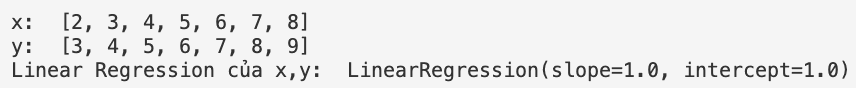 x:  [2, 3, 4, 5, 6, 7, 8]
y:  [3, 4, 5, 6, 7, 8, 9]
Linear Regression của x,y:  LinearRegression(slope=1.0, intercept=1.0)